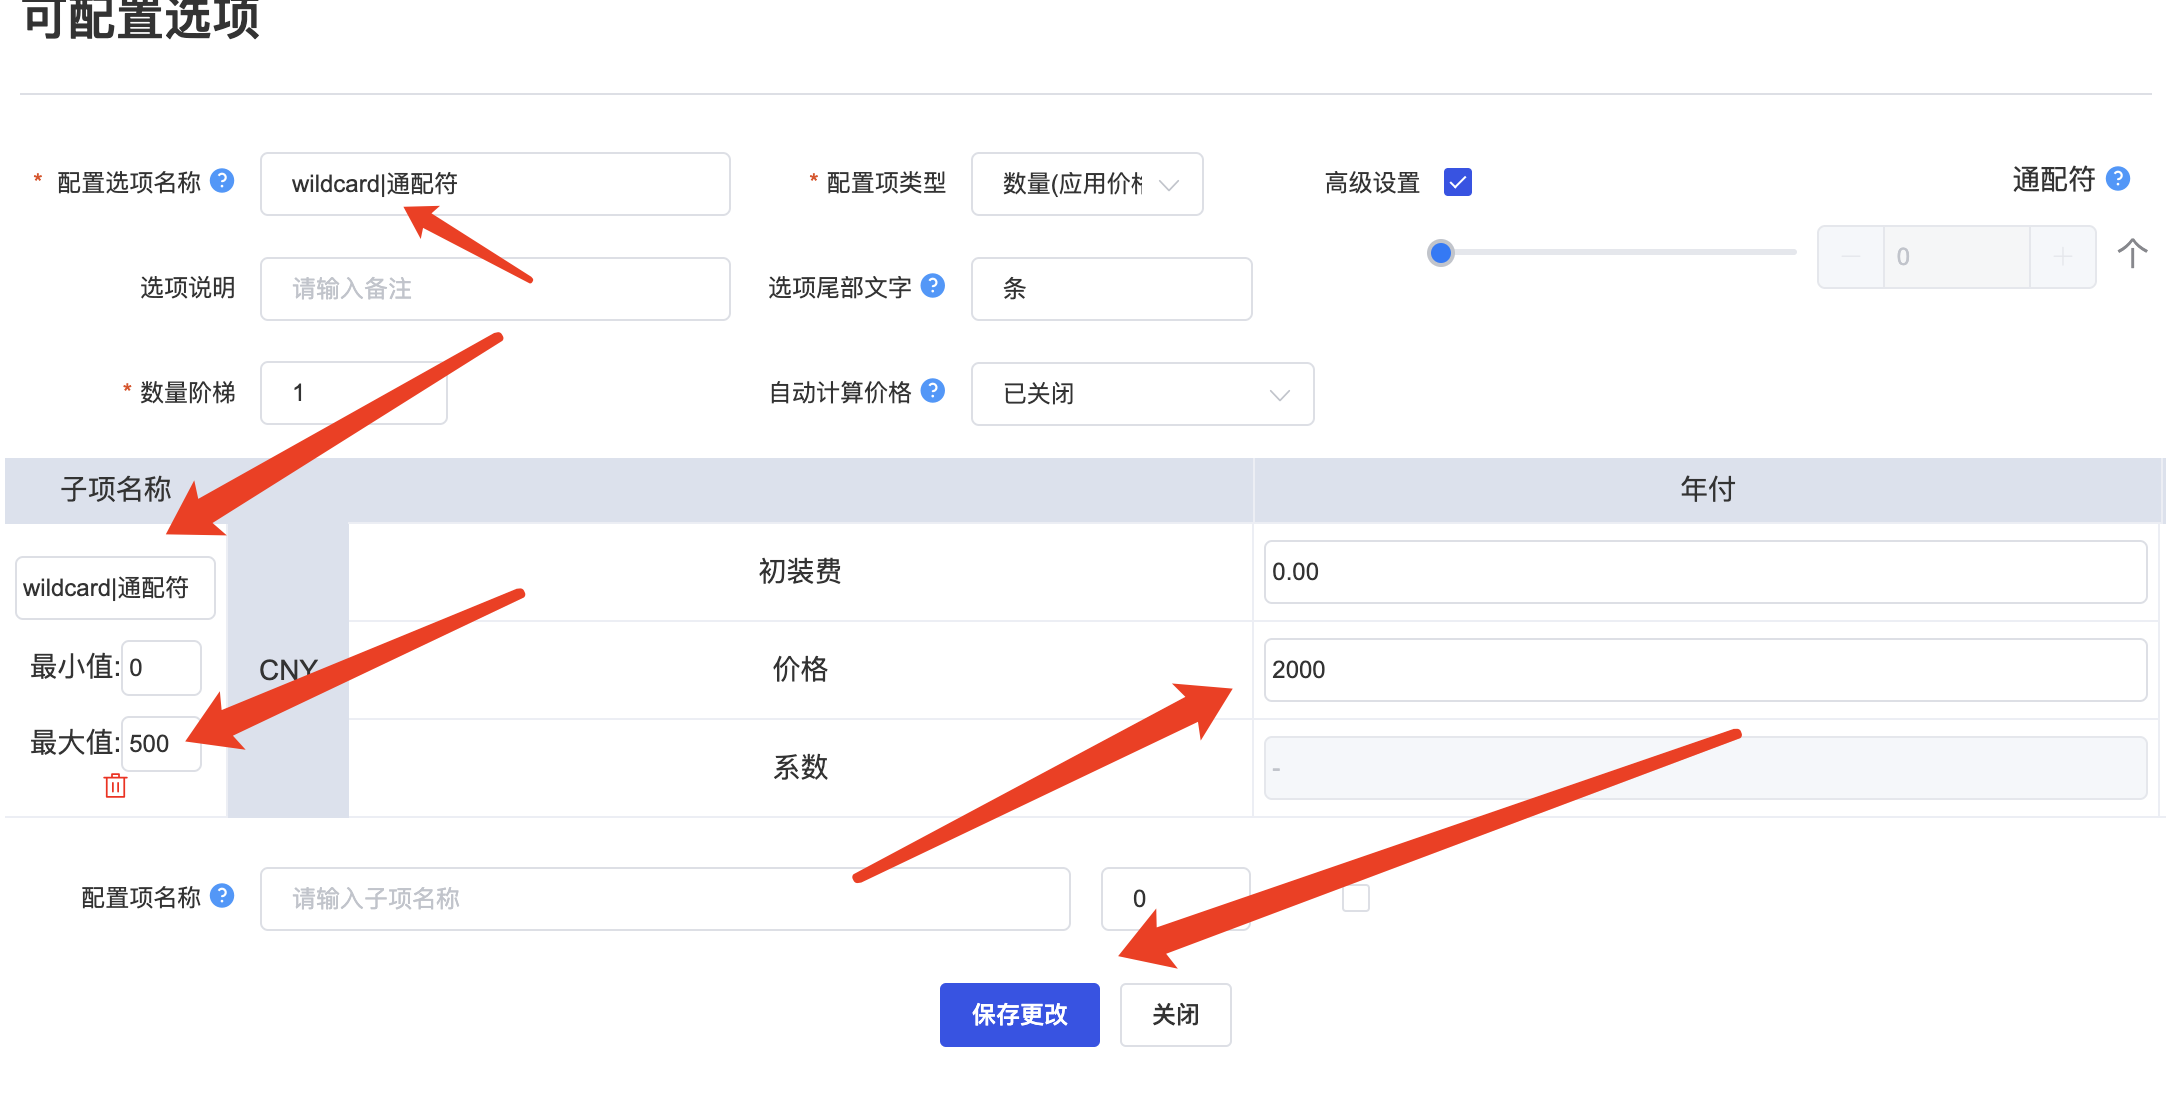 可配置选项
* 配置选项名称 ? wildcard|通配符 * 配置项类型 数量(应用价格 高级设置 通配符 ?
选项说明 请输入备注 选项尾部文字 ? 条 0 个
* 数量阶梯 1 自动计算价格 ? 已关闭
子项名称 年付
wildcard|通配符 初装费 0.00
最小值: 0 CNY 价格 2000
最大值: 500 系数 -
配置项名称 ? 请输入子项名称 0
保存更改 关闭